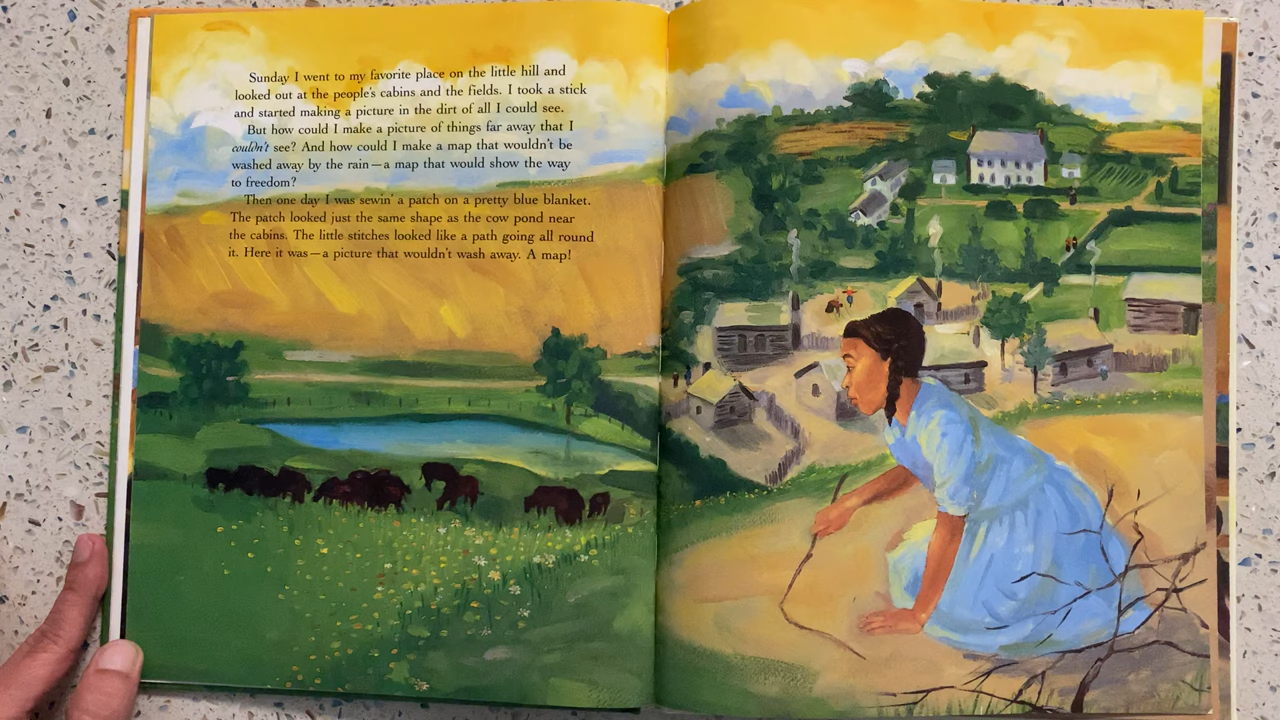 Sunday I went to my favorite place on the little hill and
looked out at the people's cabins and the fields. I took a stick
and started making a picture in the dirt of all I could see.
But how could I make a picture of things far away that I
couldn't see? And how could I make a map that wouldn't be
washed away by the rain—a map that would show the way
to freedom?
Then one day I was sewin' a patch on a pretty blue blanket.
The patch looked just the same shape as the cow pond near
the cabins. The little stitches looked like a path going all round
it. Here it was—a picture that wouldn't wash away. A map!